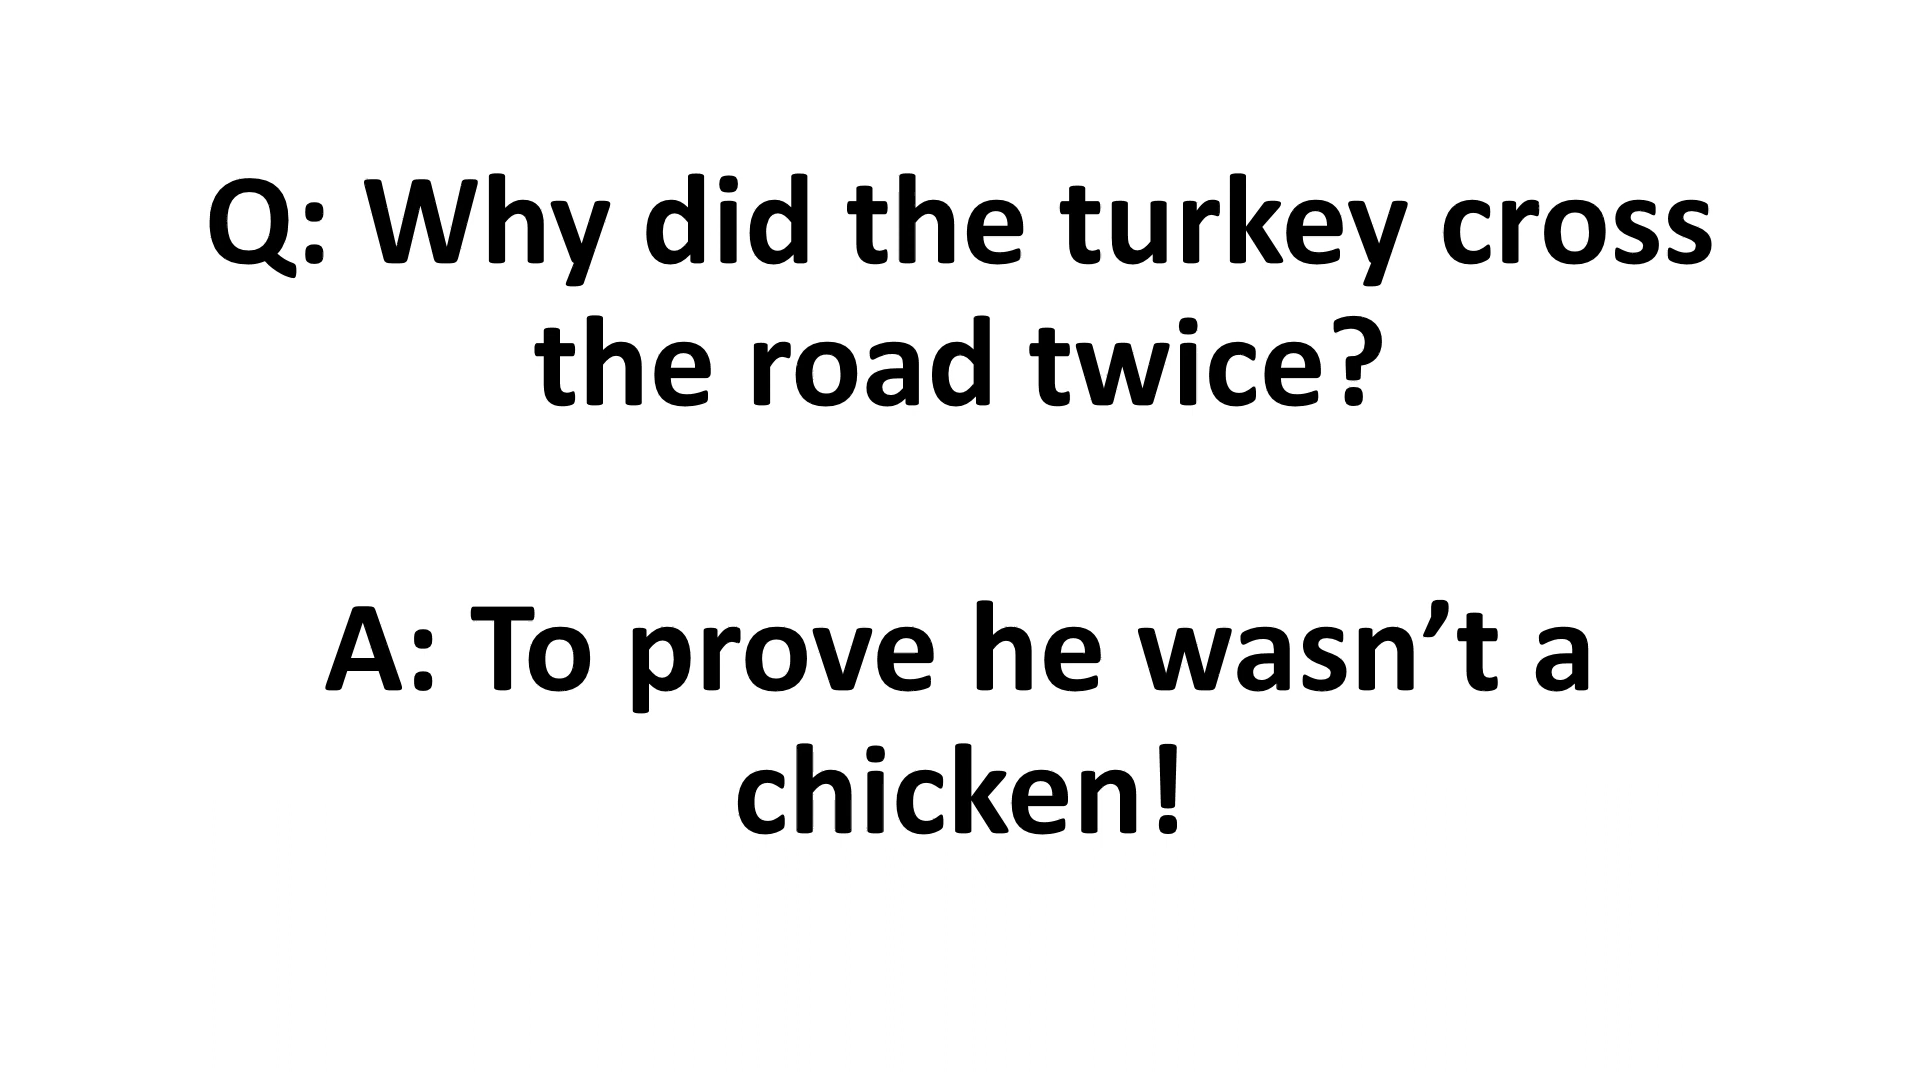 Q: Why did the turkey cross
the road twice?
A: To prove he wasn’t a
chicken!